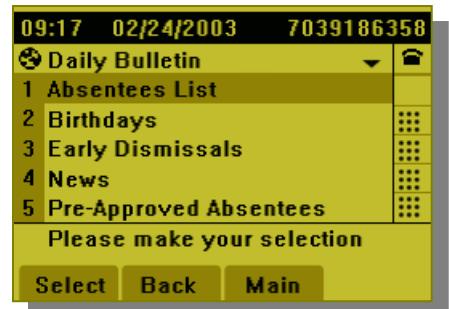 09:17 02/24/2003 7039186358
Daily Bulletin
1 Absentees List
2 Birthdays
3 Early Dismissals
4 News
5 Pre-Approved Absentees
Please make your selection
Select Back Main